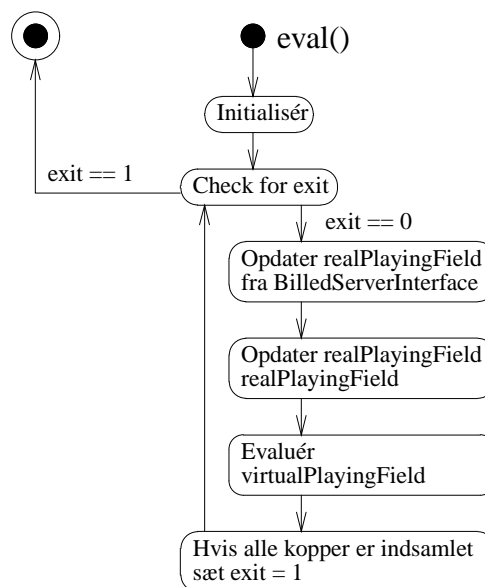 eval()
Initialisér
exit == 1
Check for exit
exit == 0
Opdater realPlayingField
fra BilledServerInterface
Opdater realPlayingField
realPlayingField
Evaluér
virtualPlayingField
Hvis alle kopper er indsamlet
sæt exit = 1